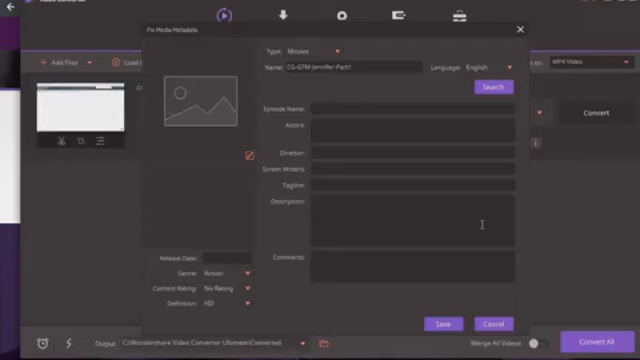 Fix Media Metadata
Type: Movies
Add Files
Load
to: MP4 Video
Name: CG-GTM-Jennifer-Part1
Language: English
Search
Episode Name:
Convert
Actors:
Director:
Screen Writers:
Tagline:
Description:
Release Date:
Comments:
Genre: Action
Content Rating: No Rating
Definition: HD
Save
Cancel
Output C:\Wondershare Video Converter Ultimate\Converted
Merge All Videos
Convert All